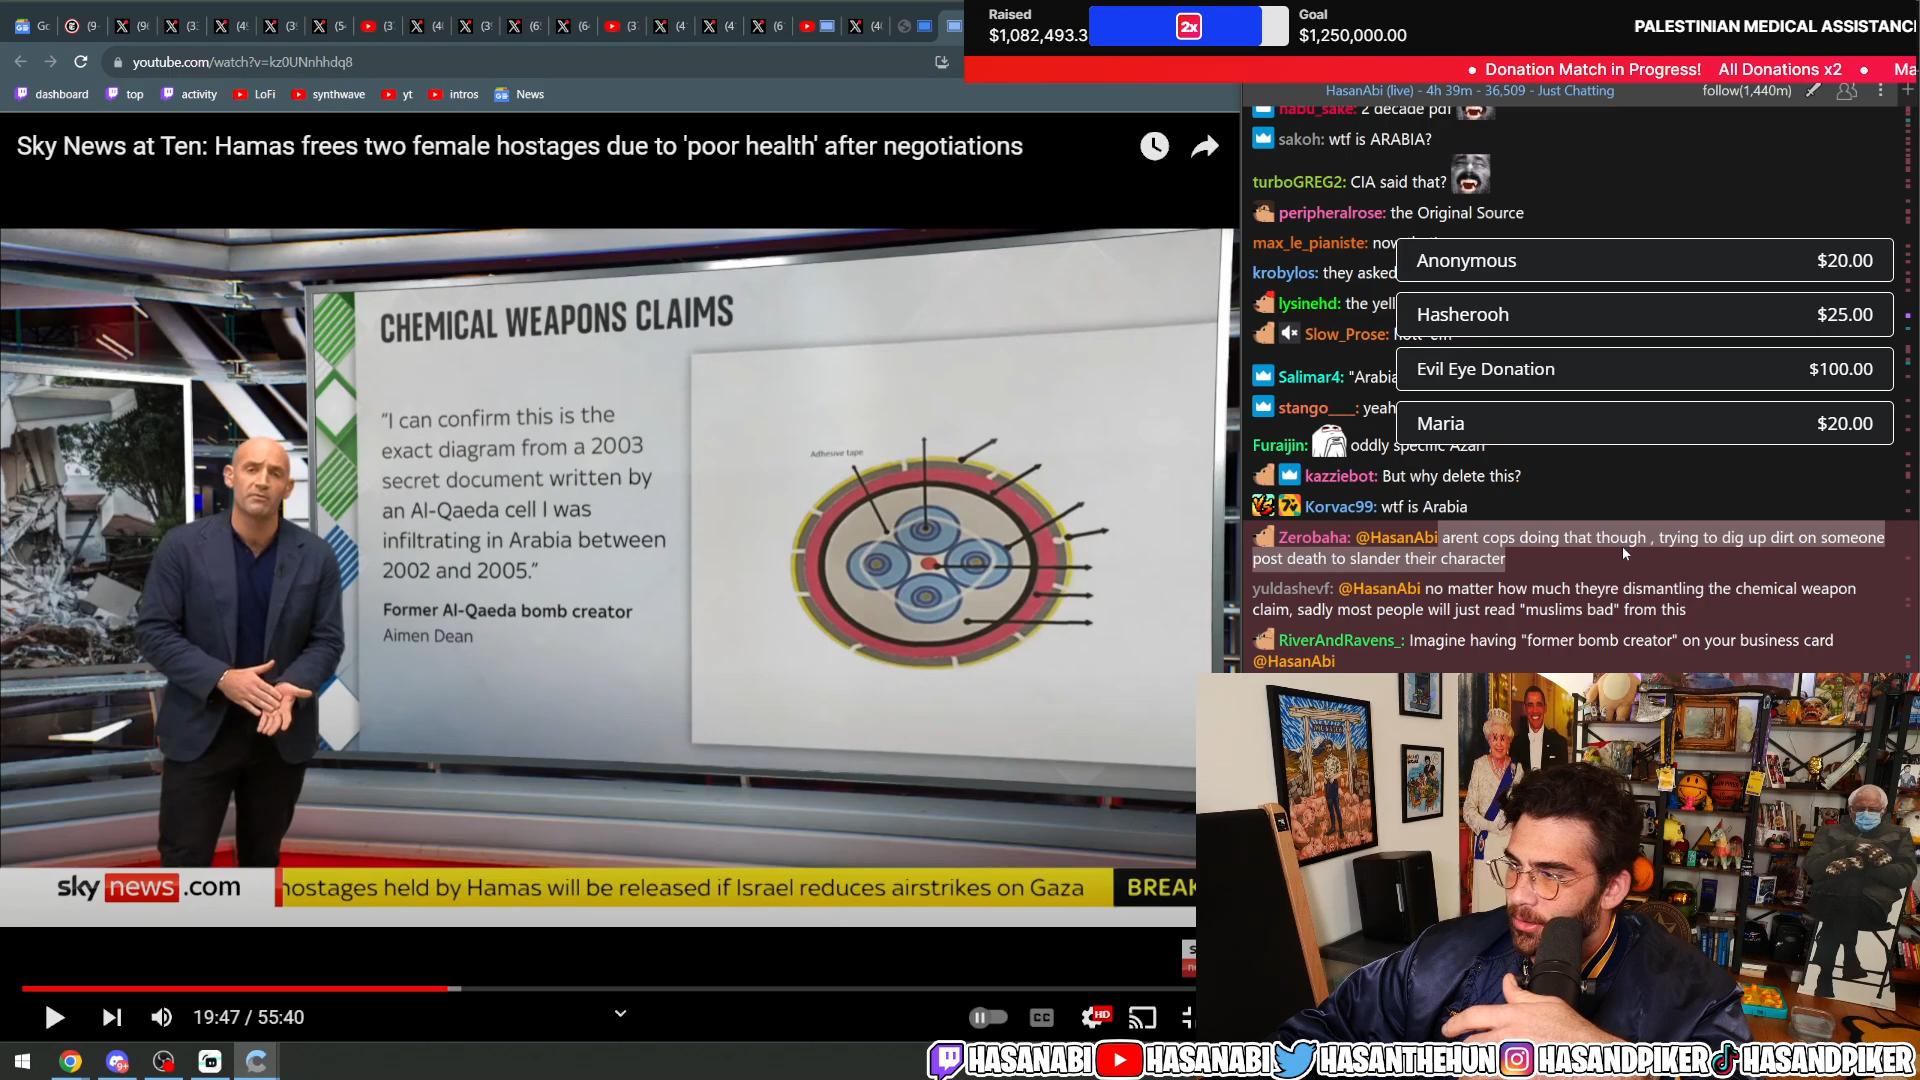 youtube.com/watch?v=kz0UNnhhdq8
dashboard
top
activity
LoFi
synthwave
yt
intros
News
Raised
$1,082,493.3
2x
Goal
$1,250,000.00
PALESTINIAN MEDICAL ASSISTANC
• Donation Match in Progress! All Donations x2 • Ma
HasanAbi (live) - 4h 39m - 36,509 - Just Chatting
follow(1,440m)
Sky News at Ten: Hamas frees two female hostages due to 'poor health' after negotiations
CHEMICAL WEAPONS CLAIMS
"I can confirm this is the
exact diagram from a 2003
secret document written by
an Al-Qaeda cell I was
infiltrating in Arabia between
2002 and 2005."
Former Al-Qaeda bomb creator
Aimen Dean
Adhesive tape
sky news.com
hostages held by Hamas will be released if Israel reduces airstrikes on Gaza
BREAK
19:47 / 55:40
CC
HD
habu_sake: 2 decade pdf
sakoh: wtf is ARABIA?
turboGREG2: CIA said that?
peripheralrose: the Original Source
max_le_pianiste:
krobylos: they asked
lysinehd: the yell
Slow_Prose:
Salimar4: "Arabia
stango____: yeah
Furaijin: oddly specific Azan
Anonymous $20.00
Hasherooh $25.00
Evil Eye Donation $100.00
Maria $20.00
kazziebot: But why delete this?
Korvac99: wtf is Arabia
Zerobaha: @HasanAbi arent cops doing that though , trying to dig up dirt on someone
post death to slander their character
yuldashevf: @HasanAbi no matter how much theyre dismantling the chemical weapon
claim, sadly most people will just read "muslims bad" from this
RiverAndRavens_: Imagine having "former bomb creator" on your business card
@HasanAbi
HASANABI HASANABI HASANTHEHUN HASANDPIKER HASANDPIKER